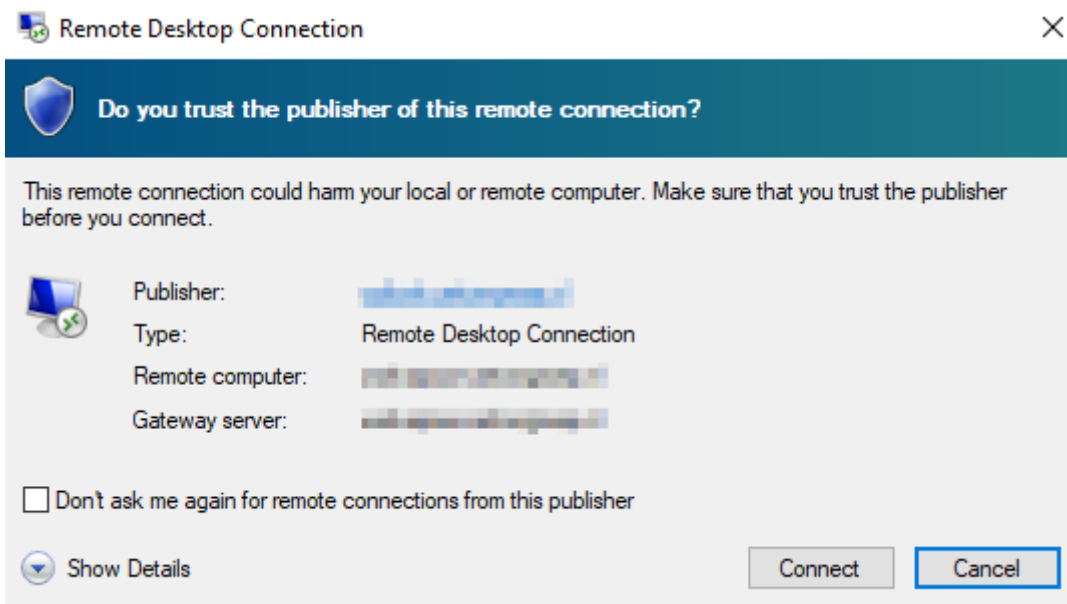 Remote Desktop Connection
Do you trust the publisher of this remote connection?
This remote connection could harm your local or remote computer. Make sure that you trust the publisher
before you connect.
Publisher:
Type: Remote Desktop Connection
Remote computer:
Gateway server:
Don't ask me again for remote connections from this publisher
Show Details Connect Cancel